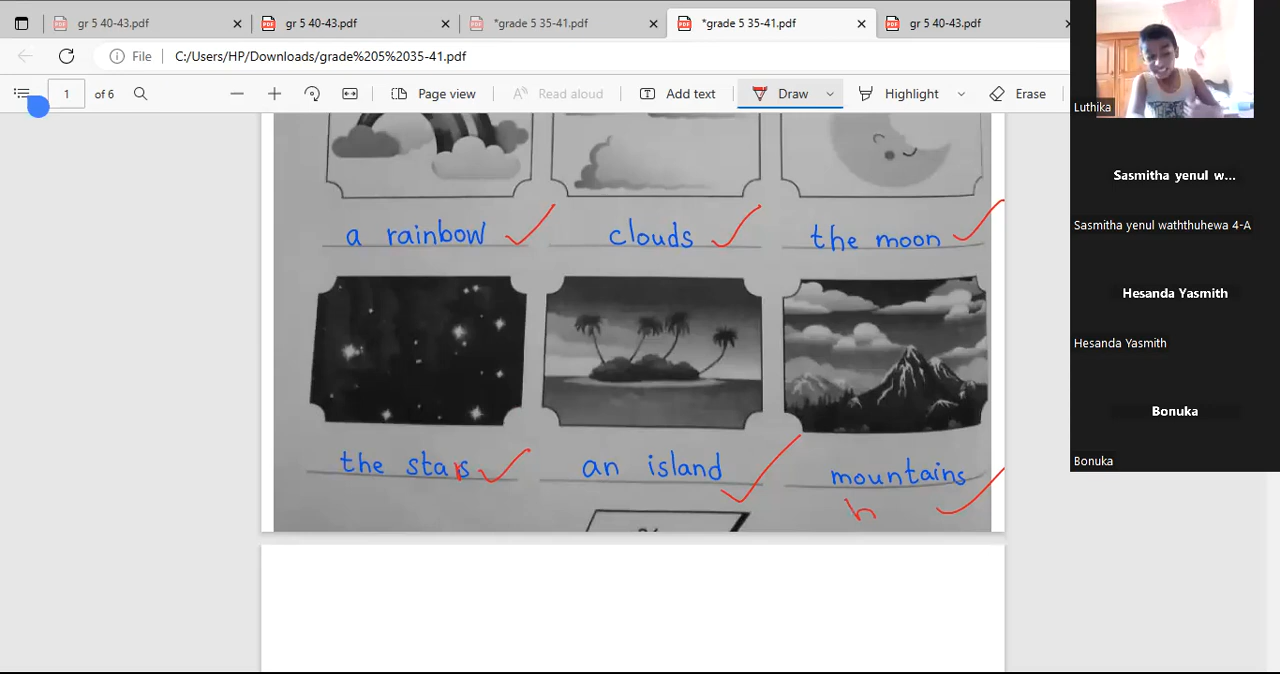 gr 5 40-43.pdf
gr 5 40-43.pdf
*grade 5 35-41.pdf
*grade 5 35-41.pdf
gr 5 40-43.pdf
File C:/Users/HP/Downloads/grade%205%2035-41.pdf
1 of 6 Page view Read aloud Add text Draw Highlight Erase
Luthika
Sasmitha yenul w...
Sasmitha yenul waththuhewa 4-A
Hesanda Yasmith
Hesanda Yasmith
Bonuka
Bonuka
a rainbow clouds the moon
the stars an island mountains
h